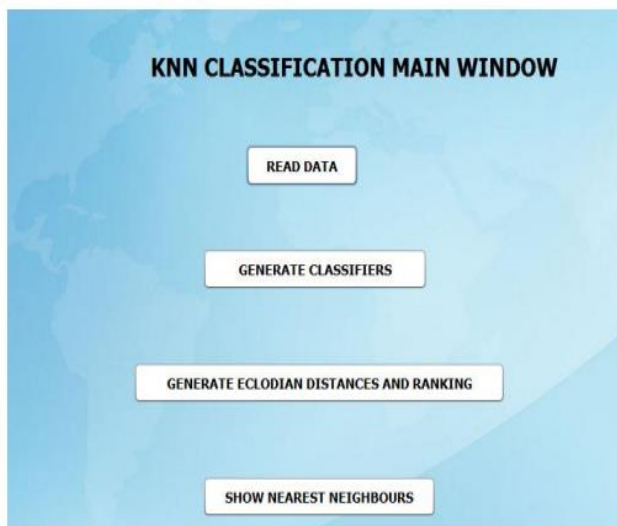 KNN CLASSIFICATION MAIN WINDOW
READ DATA
GENERATE CLASSIFIERS
GENERATE ECLODIAN DISTANCES AND RANKING
SHOW NEAREST NEIGHBOURS